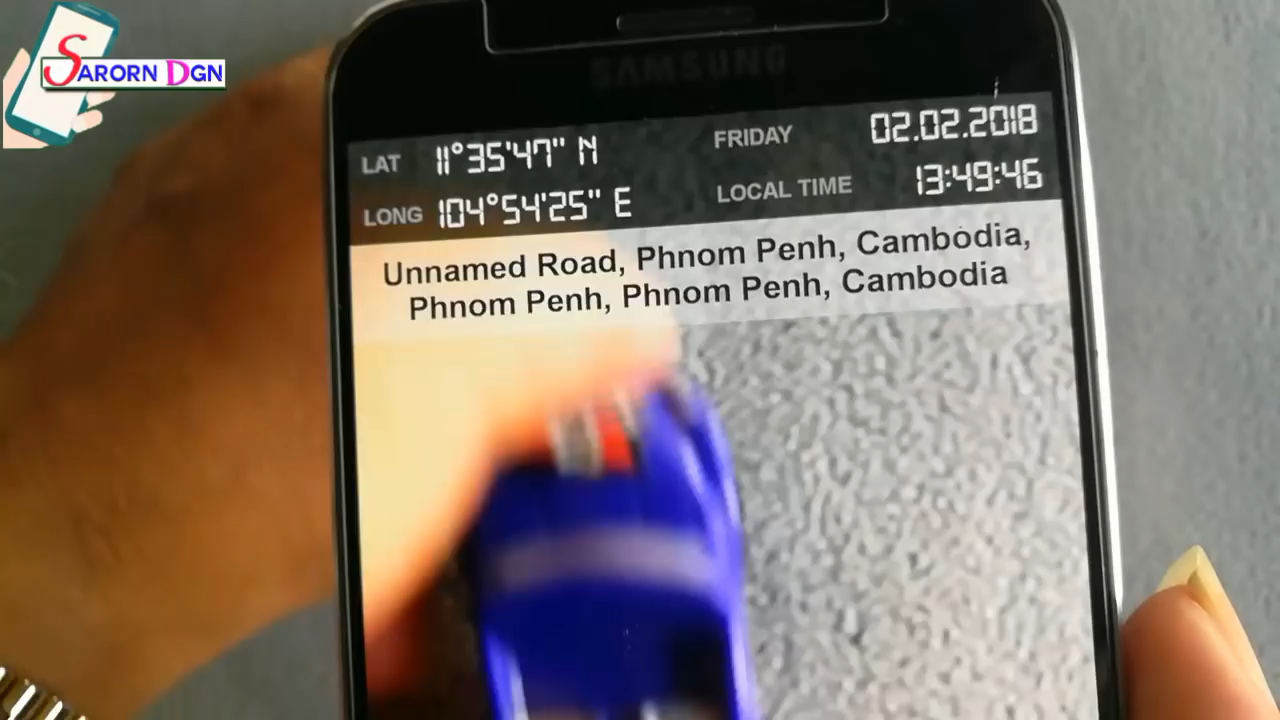 SARORN DGN
SAMSUNG
LAT 11°35'47" N FRIDAY 02.02.2018
LONG 104°54'25" E LOCAL TIME 13:49:46
Unnamed Road, Phnom Penh, Cambodia,
Phnom Penh, Phnom Penh, Cambodia